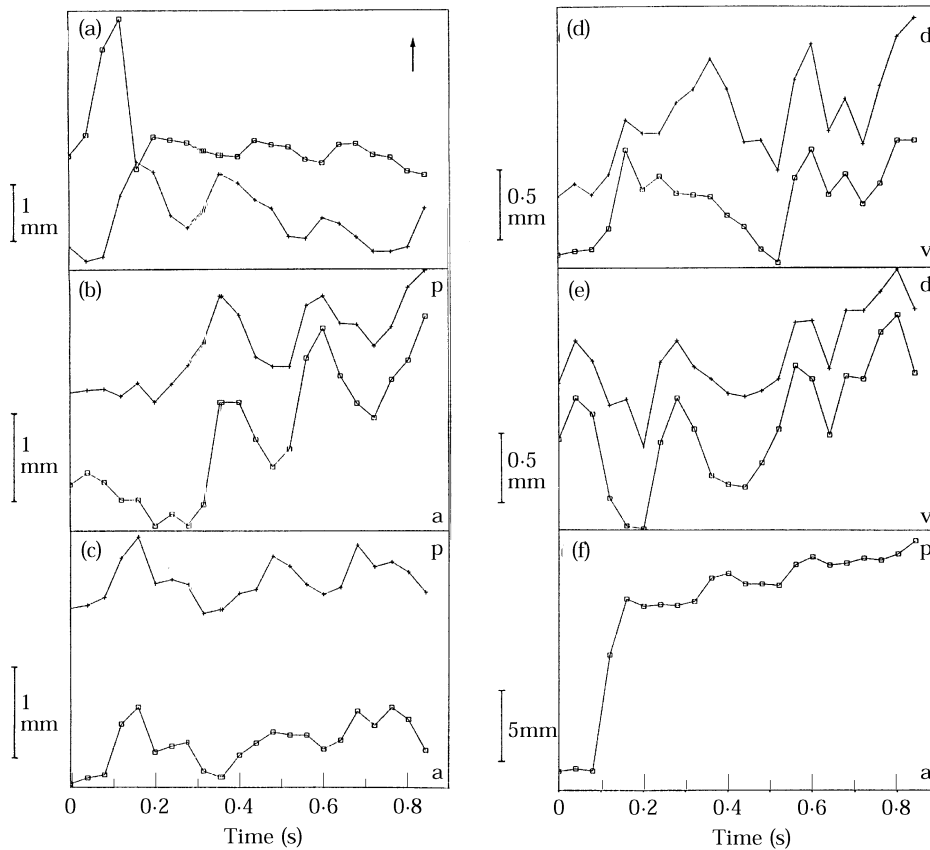 (a)
1
mm
(b)
p
1
mm
a
(c)
p
1
mm
a
0 0·2 0·4 0·6 0·8
Time (s)
(d)
d
0·5
mm
v
(e)
d
0·5
mm
v
(f)
p
5mm
a
0 0·2 0·4 0·6 0·8
Time (s)